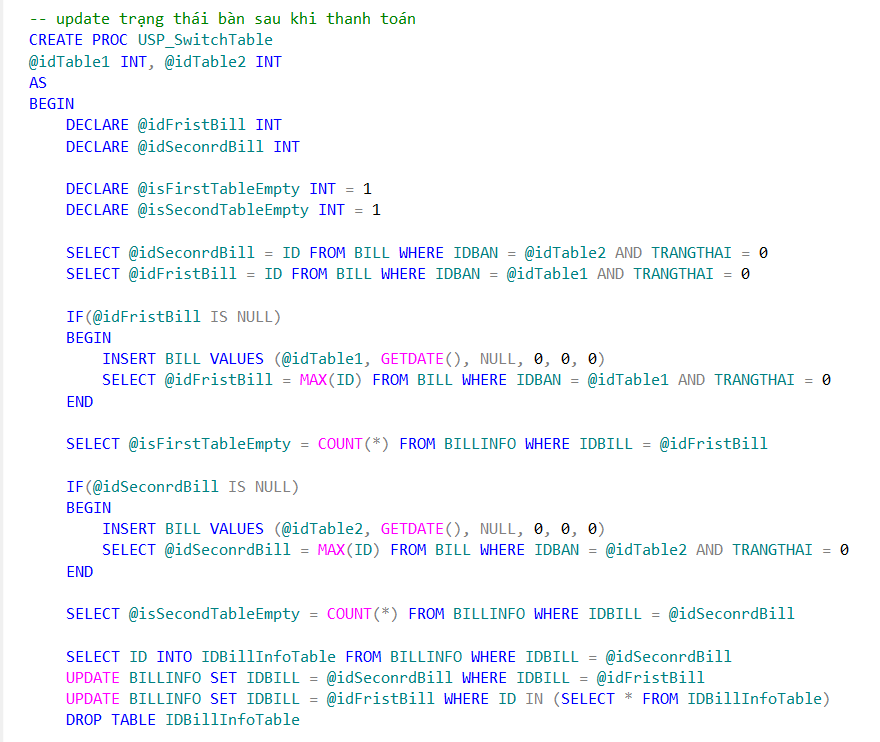 -- update trạng thái bàn sau khi thanh toán
CREATE PROC USP_SwitchTable
@idTable1 INT, @idTable2 INT
AS
BEGIN
DECLARE @idFristBill INT
DECLARE @idSeconrdBill INT
DECLARE @isFirstTableEmpty INT = 1
DECLARE @isSecondTableEmpty INT = 1
SELECT @idSeconrdBill = ID FROM BILL WHERE IDBAN = @idTable2 AND TRANGTHAI = 0
SELECT @idFristBill = ID FROM BILL WHERE IDBAN = @idTable1 AND TRANGTHAI = 0
IF(@idFristBill IS NULL)
BEGIN
INSERT BILL VALUES (@idTable1, GETDATE(), NULL, 0, 0, 0)
SELECT @idFristBill = MAX(ID) FROM BILL WHERE IDBAN = @idTable1 AND TRANGTHAI = 0
END
SELECT @isFirstTableEmpty = COUNT(*) FROM BILLINFO WHERE IDBILL = @idFristBill
IF(@idSeconrdBill IS NULL)
BEGIN
INSERT BILL VALUES (@idTable2, GETDATE(), NULL, 0, 0, 0)
SELECT @idSeconrdBill = MAX(ID) FROM BILL WHERE IDBAN = @idTable2 AND TRANGTHAI = 0
END
SELECT @isSecondTableEmpty = COUNT(*) FROM BILLINFO WHERE IDBILL = @idSeconrdBill
SELECT ID INTO IDBillInfoTable FROM BILLINFO WHERE IDBILL = @idSeconrdBill
UPDATE BILLINFO SET IDBILL = @idSeconrdBill WHERE IDBILL = @idFristBill
UPDATE BILLINFO SET IDBILL = @idFristBill WHERE ID IN (SELECT * FROM IDBillInfoTable)
DROP TABLE IDBillInfoTable